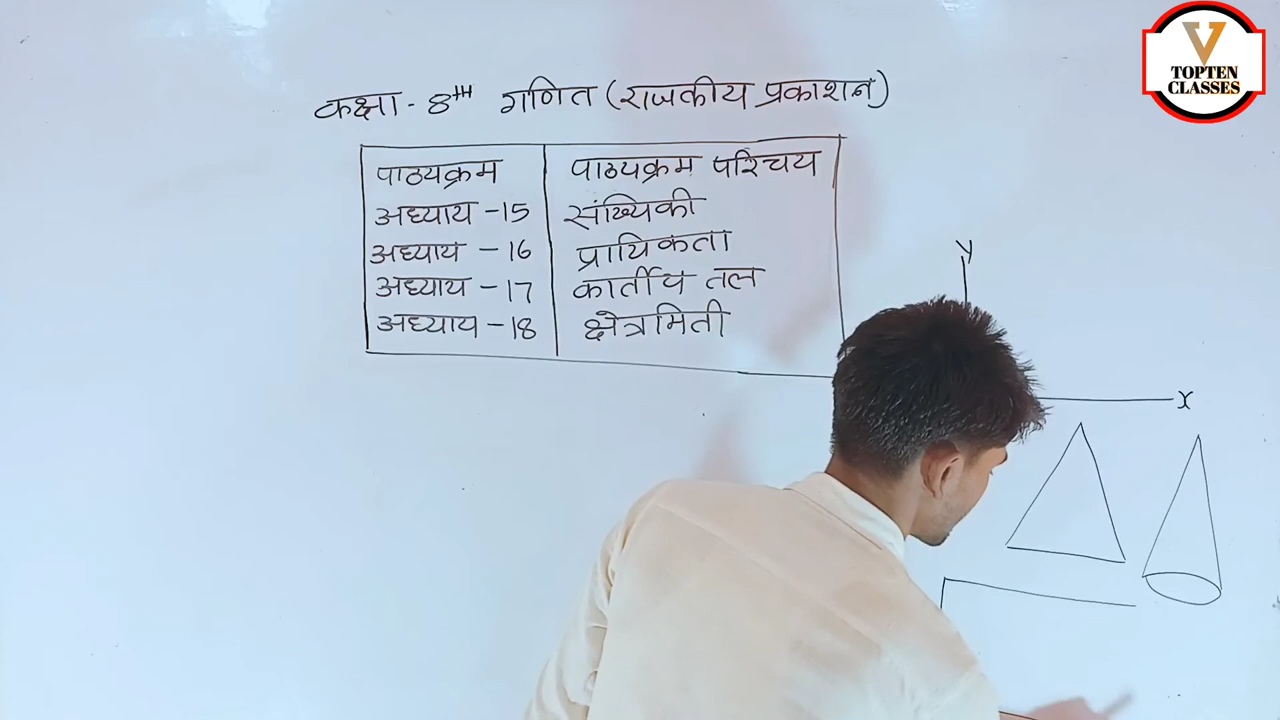 कक्षा - 8TH गणित (राजकीय प्रकाशन)
पाठ्यक्रम पाठ्यक्रम परिचय
अध्याय - 15 संख्यिकी
अध्याय - 16 प्रायिकता
अध्याय - 17 कार्तीय तल
अध्याय - 18 क्षेत्रमिती
y
x
V
TOPTEN
CLASSES